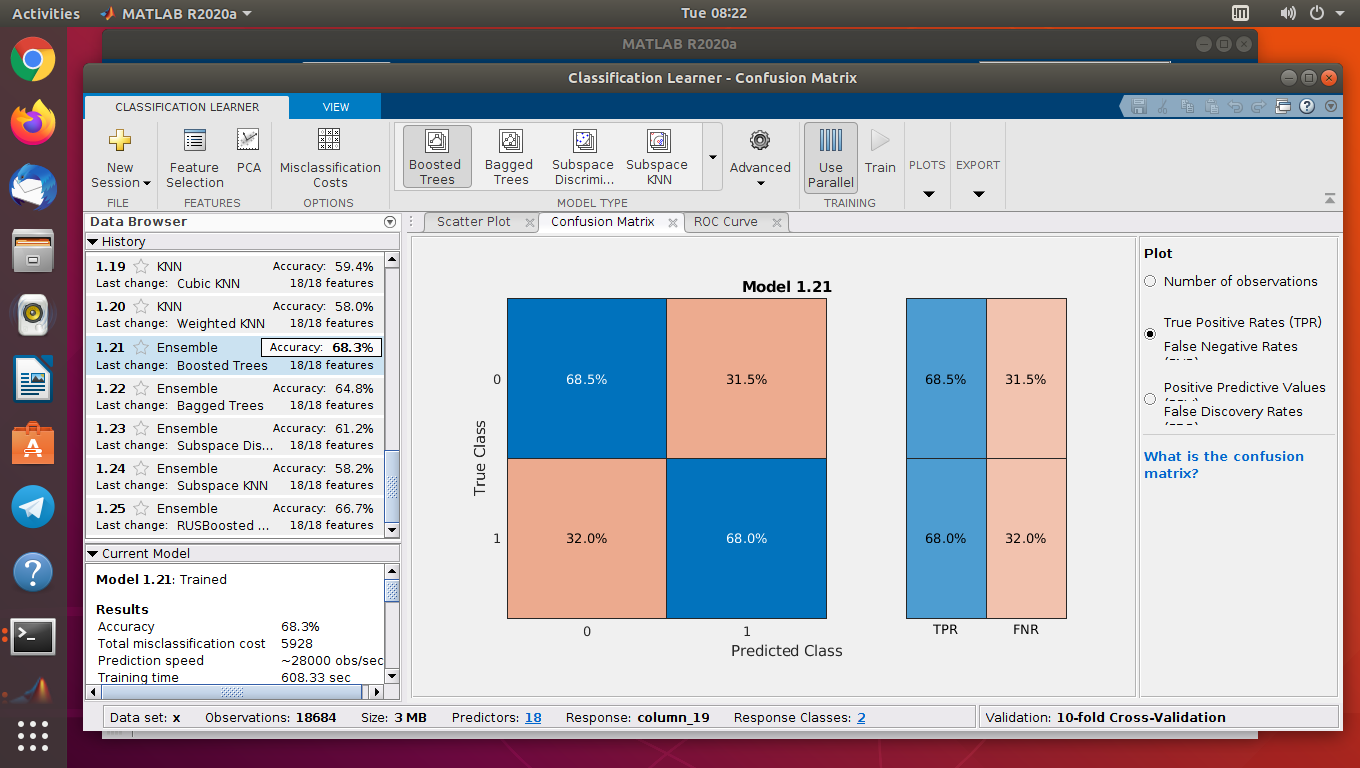 Activities MATLAB R2020a Tue 08:22
MATLAB R2020a
Classification Learner - Confusion Matrix
CLASSIFICATION LEARNER VIEW
New Session
Feature Selection
PCA
Misclassification Costs
Boosted Trees
Bagged Trees
Subspace Discrimi...
Subspace KNN
Advanced
Use Parallel
Train
PLOTS
EXPORT
FILE FEATURES OPTIONS MODEL TYPE TRAINING
Data Browser
Scatter Plot Confusion Matrix ROC Curve
History
1.19 KNN Accuracy: 59.4%
Last change: Cubic KNN 18/18 features
1.20 KNN Accuracy: 58.0%
Last change: Weighted KNN 18/18 features
1.21 Ensemble Accuracy: 68.3%
Last change: Boosted Trees 18/18 features
1.22 Ensemble Accuracy: 64.8%
Last change: Bagged Trees 18/18 features
1.23 Ensemble Accuracy: 61.2%
Last change: Subspace Dis... 18/18 features
1.24 Ensemble Accuracy: 58.2%
Last change: Subspace KNN 18/18 features
1.25 Ensemble Accuracy: 66.7%
Last change: RUSBoosted ... 18/18 features
Current Model
Model 1.21: Trained
Results
Accuracy 68.3%
Total misclassification cost 5928
Prediction speed ~28000 obs/sec
Training time 608.33 sec
Model 1.21
0 68.5% 31.5% 68.5% 31.5%
True Class
1 32.0% 68.0% 68.0% 32.0%
0 1 TPR FNR
Predicted Class
Plot
Number of observations
True Positive Rates (TPR)
False Negative Rates
Positive Predictive Values
False Discovery Rates
What is the confusion
matrix?
Data set: x Observations: 18684 Size: 3 MB Predictors: 18 Response: column_19 Response Classes: 2 Validation: 10-fold Cross-Validation